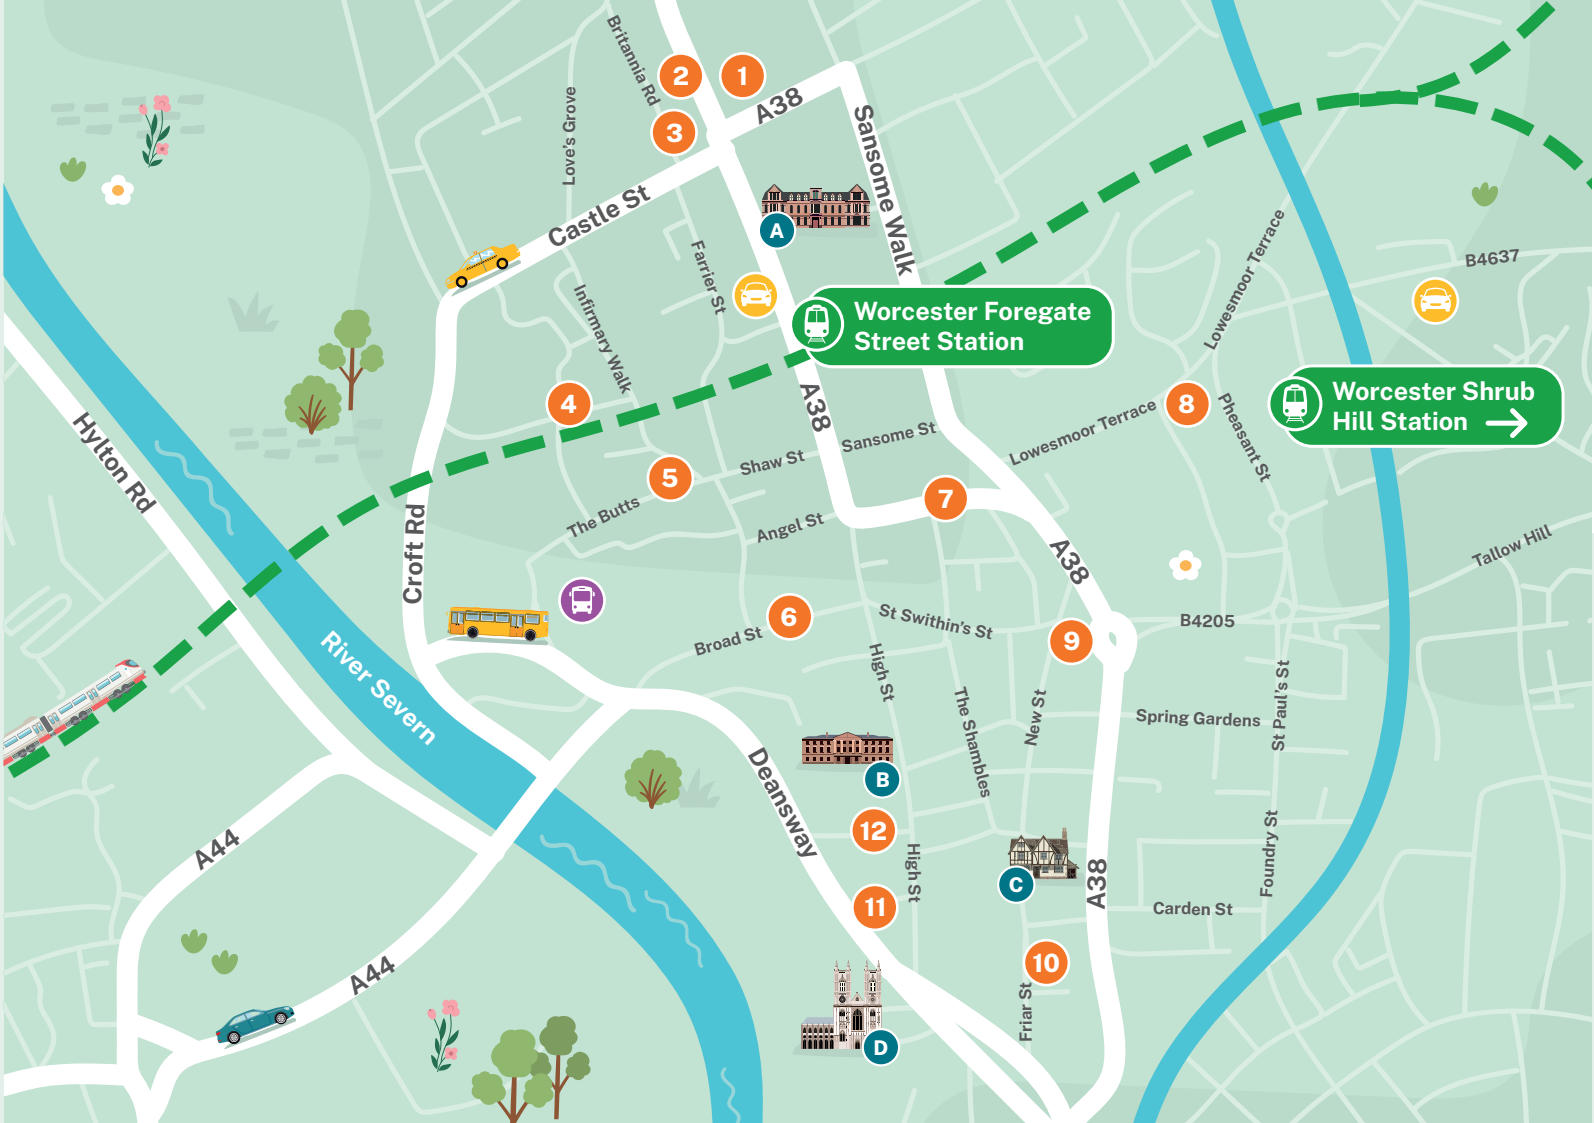 Britannia Rd
2
1
A38
3
Love's Grove
Sansome Walk
Castle St
A
Farrier St
Lowesmoor Terrace
B4637
Infirmary Walk
Worcester Foregate
Street Station
4
A38
8
Worcester Shrub
Hill Station
Hylton Rd
Sansome St
Lowesmoor Terrace
Pheasant St
Shaw St
5
7
The Butts
Angel St
Croft Rd
A38
Tallow Hill
6
St Swithin's St
B4205
Broad St
9
River Severn
High St
The Shambles
New St
Spring Gardens
St Paul's St
B
Deansway
12
A44
High St
C
A38
Foundry St
11
Carden St
10
A44
Friar St
D